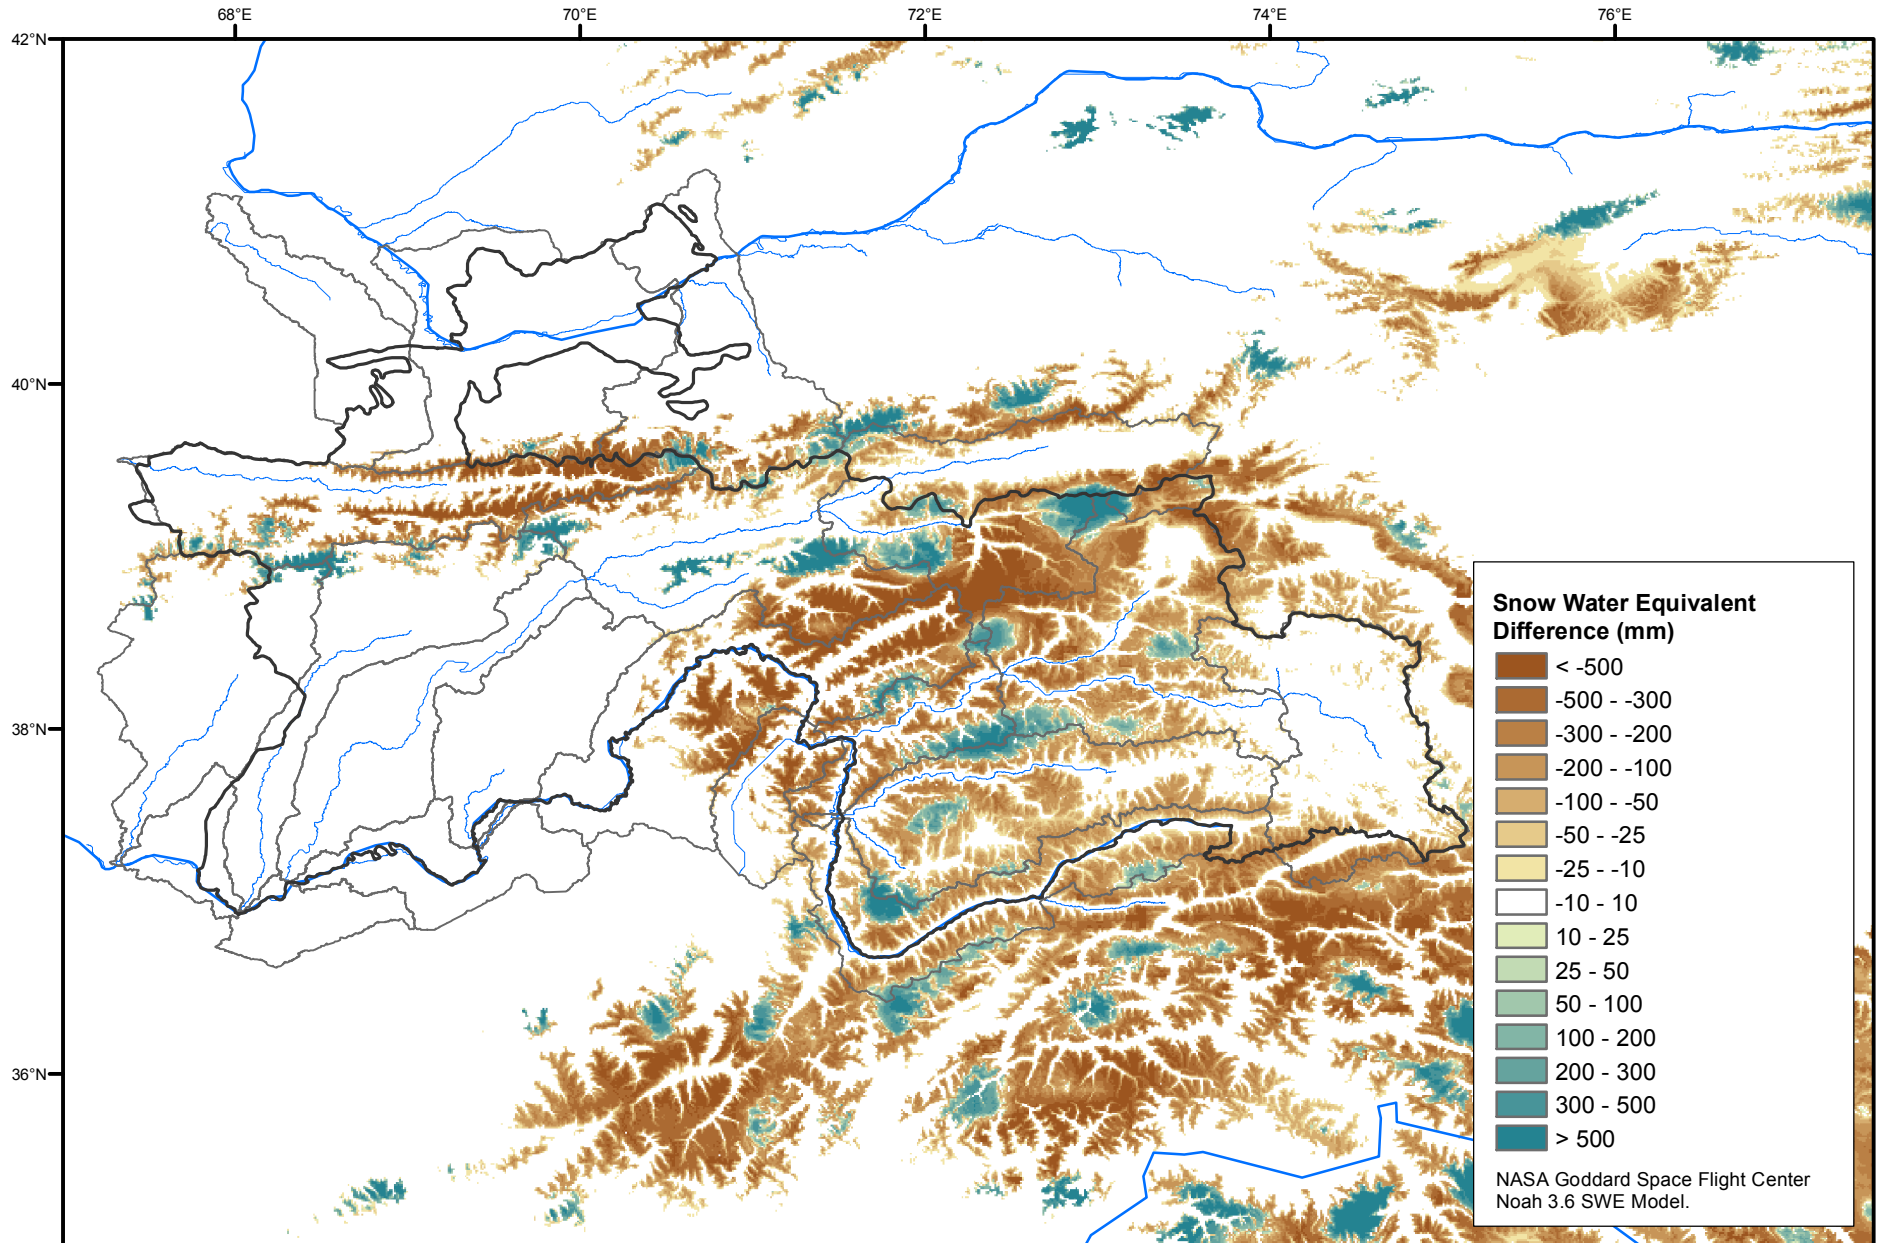 68°E 70°E 72°E 74°E 76°E
42°N
40°N
38°N
36°N
Snow Water Equivalent
Difference (mm)
< -500
-500 - -300
-300 - -200
-200 - -100
-100 - -50
-50 - -25
-25 - -10
-10 - 10
10 - 25
25 - 50
50 - 100
100 - 200
200 - 300
300 - 500
> 500
NASA Goddard Space Flight Center
Noah 3.6 SWE Model.